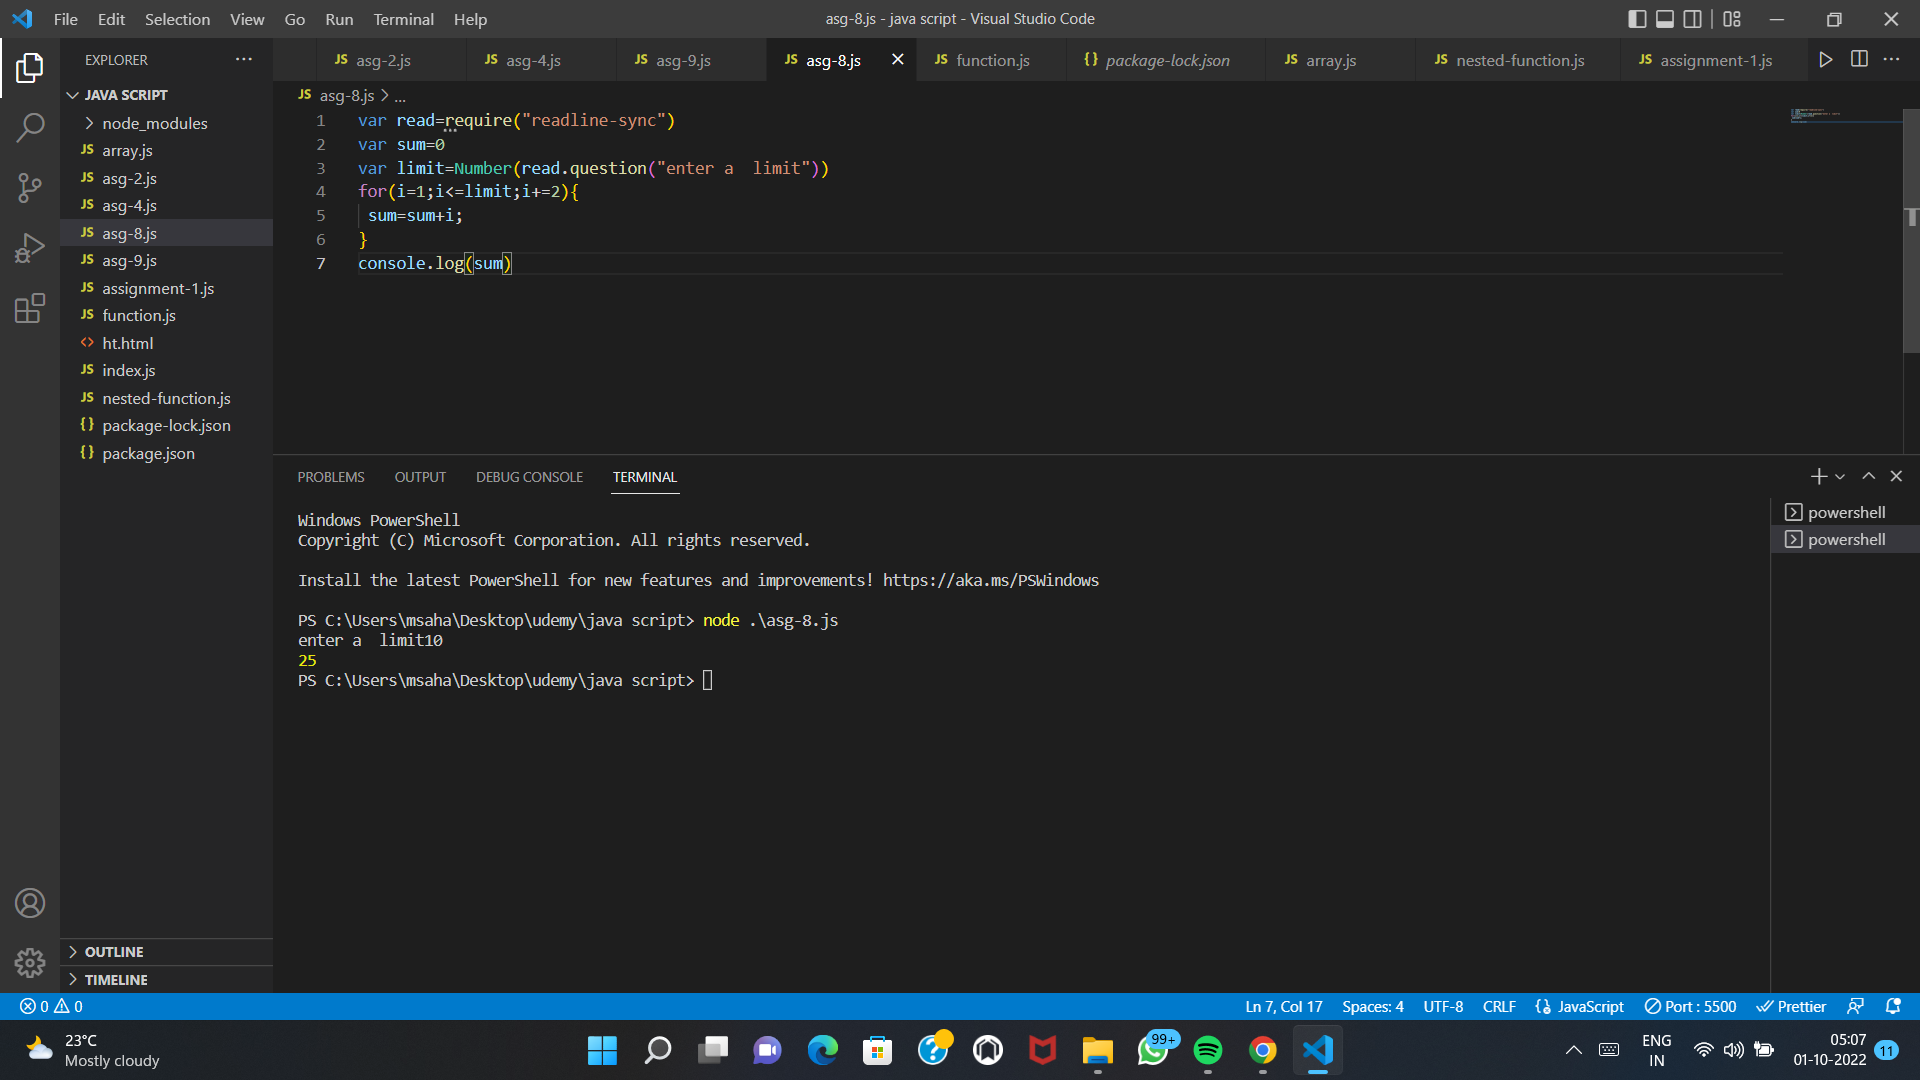 File Edit Selection View Go Run Terminal Help
asg-8.js - java script - Visual Studio Code
EXPLORER
JAVA SCRIPT
node_modules
JS array.js
JS asg-2.js
JS asg-4.js
JS asg-8.js
JS asg-9.js
JS assignment-1.js
JS function.js
<> ht.html
JS index.js
JS nested-function.js
{} package-lock.json
{} package.json
OUTLINE
TIMELINE
JS asg-2.js JS asg-4.js JS asg-9.js JS asg-8.js JS function.js {} package-lock.json JS array.js JS nested-function.js JS assignment-1.js
JS asg-8.js > ...
1 var read=require("readline-sync")
2 var sum=0
3 var limit=Number(read.question("enter a  limit"))
4 for(i=1;i<=limit;i+=2){
5 sum=sum+i;
6 }
7 console.log(sum)
PROBLEMS OUTPUT DEBUG CONSOLE TERMINAL
Windows PowerShell
Copyright (C) Microsoft Corporation. All rights reserved.
Install the latest PowerShell for new features and improvements! https://aka.ms/PSWindows
PS C:\Users\msaha\Desktop\udemy\java script> node .\asg-8.js
enter a  limit10
25
PS C:\Users\msaha\Desktop\udemy\java script>
powershell
powershell
0 0
Ln 7, Col 17 Spaces: 4 UTF-8 CRLF {} JavaScript Port : 5500 Prettier
23°C
Mostly cloudy
99+
ENG
IN
05:07
01-10-2022
11